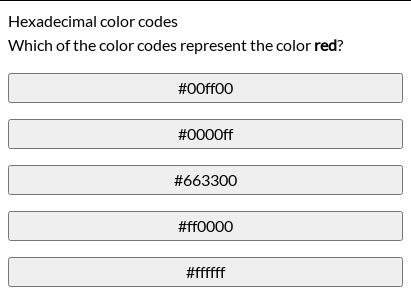 Hexadecimal color codes
Which of the color codes represent the color red?
#00ff00
#0000ff
#663300
#ff0000
#ffffff